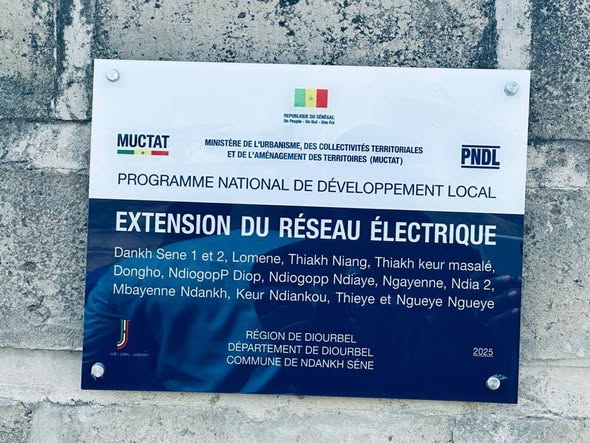 REPUBLIQUE DU SÉNÉGAL
Un Peuple - Un But - Une Foi
MUCTAT
MINISTÈRE DE L'URBANISME, DES COLLECTIVITÉS TERRITORIALES
ET DE L'AMÉNAGEMENT DES TERRITOIRES (MUCTAT)
PNDL
PROGRAMME NATIONAL DE DÉVELOPPEMENT LOCAL
EXTENSION DU RÉSEAU ÉLECTRIQUE
Dankh Sene 1 et 2, Lomene, Thiakh Niang, Thiakh keur masalé,
Dongho, NdiogopP Diop, Ndiogopp Ndiaye, Ngayenne, Ndia 2,
Mbayenne Ndankh, Keur Ndiankou, Thieye et Ngueye Ngueye
RÉGION DE DIOURBEL
DÉPARTEMENT DE DIOURBEL
COMMUNE DE NDANKH SÉNE
2025